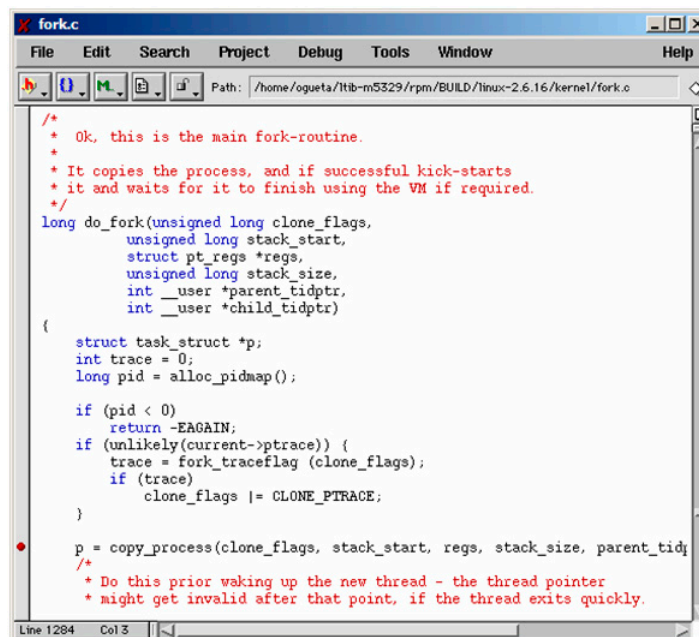 fork.c
File Edit Search Project Debug Tools Window Help
.h {} M Path: /home/ogueta/ltib-m5329/rpm/BUILD/linux-2.6.16/kernel/fork.c
/*
* Ok, this is the main fork-routine.
*
* It copies the process, and if successful kick-starts
* it and waits for it to finish using the VM if required.
*/
long do_fork(unsigned long clone_flags,
unsigned long stack_start,
struct pt_regs *regs,
unsigned long stack_size,
int __user *parent_tidptr,
int __user *child_tidptr)
{
struct task_struct *p;
int trace = 0;
long pid = alloc_pidmap();
if (pid < 0)
return -EAGAIN;
if (unlikely(current->ptrace)) {
trace = fork_traceflag (clone_flags);
if (trace)
clone_flags |= CLONE_PTRACE;
}
p = copy_process(clone_flags, stack_start, regs, stack_size, parent_tidp
/*
* Do this prior waking up the new thread - the thread pointer
* might get invalid after that point, if the thread exits quickly.
Line 1284 Col 3